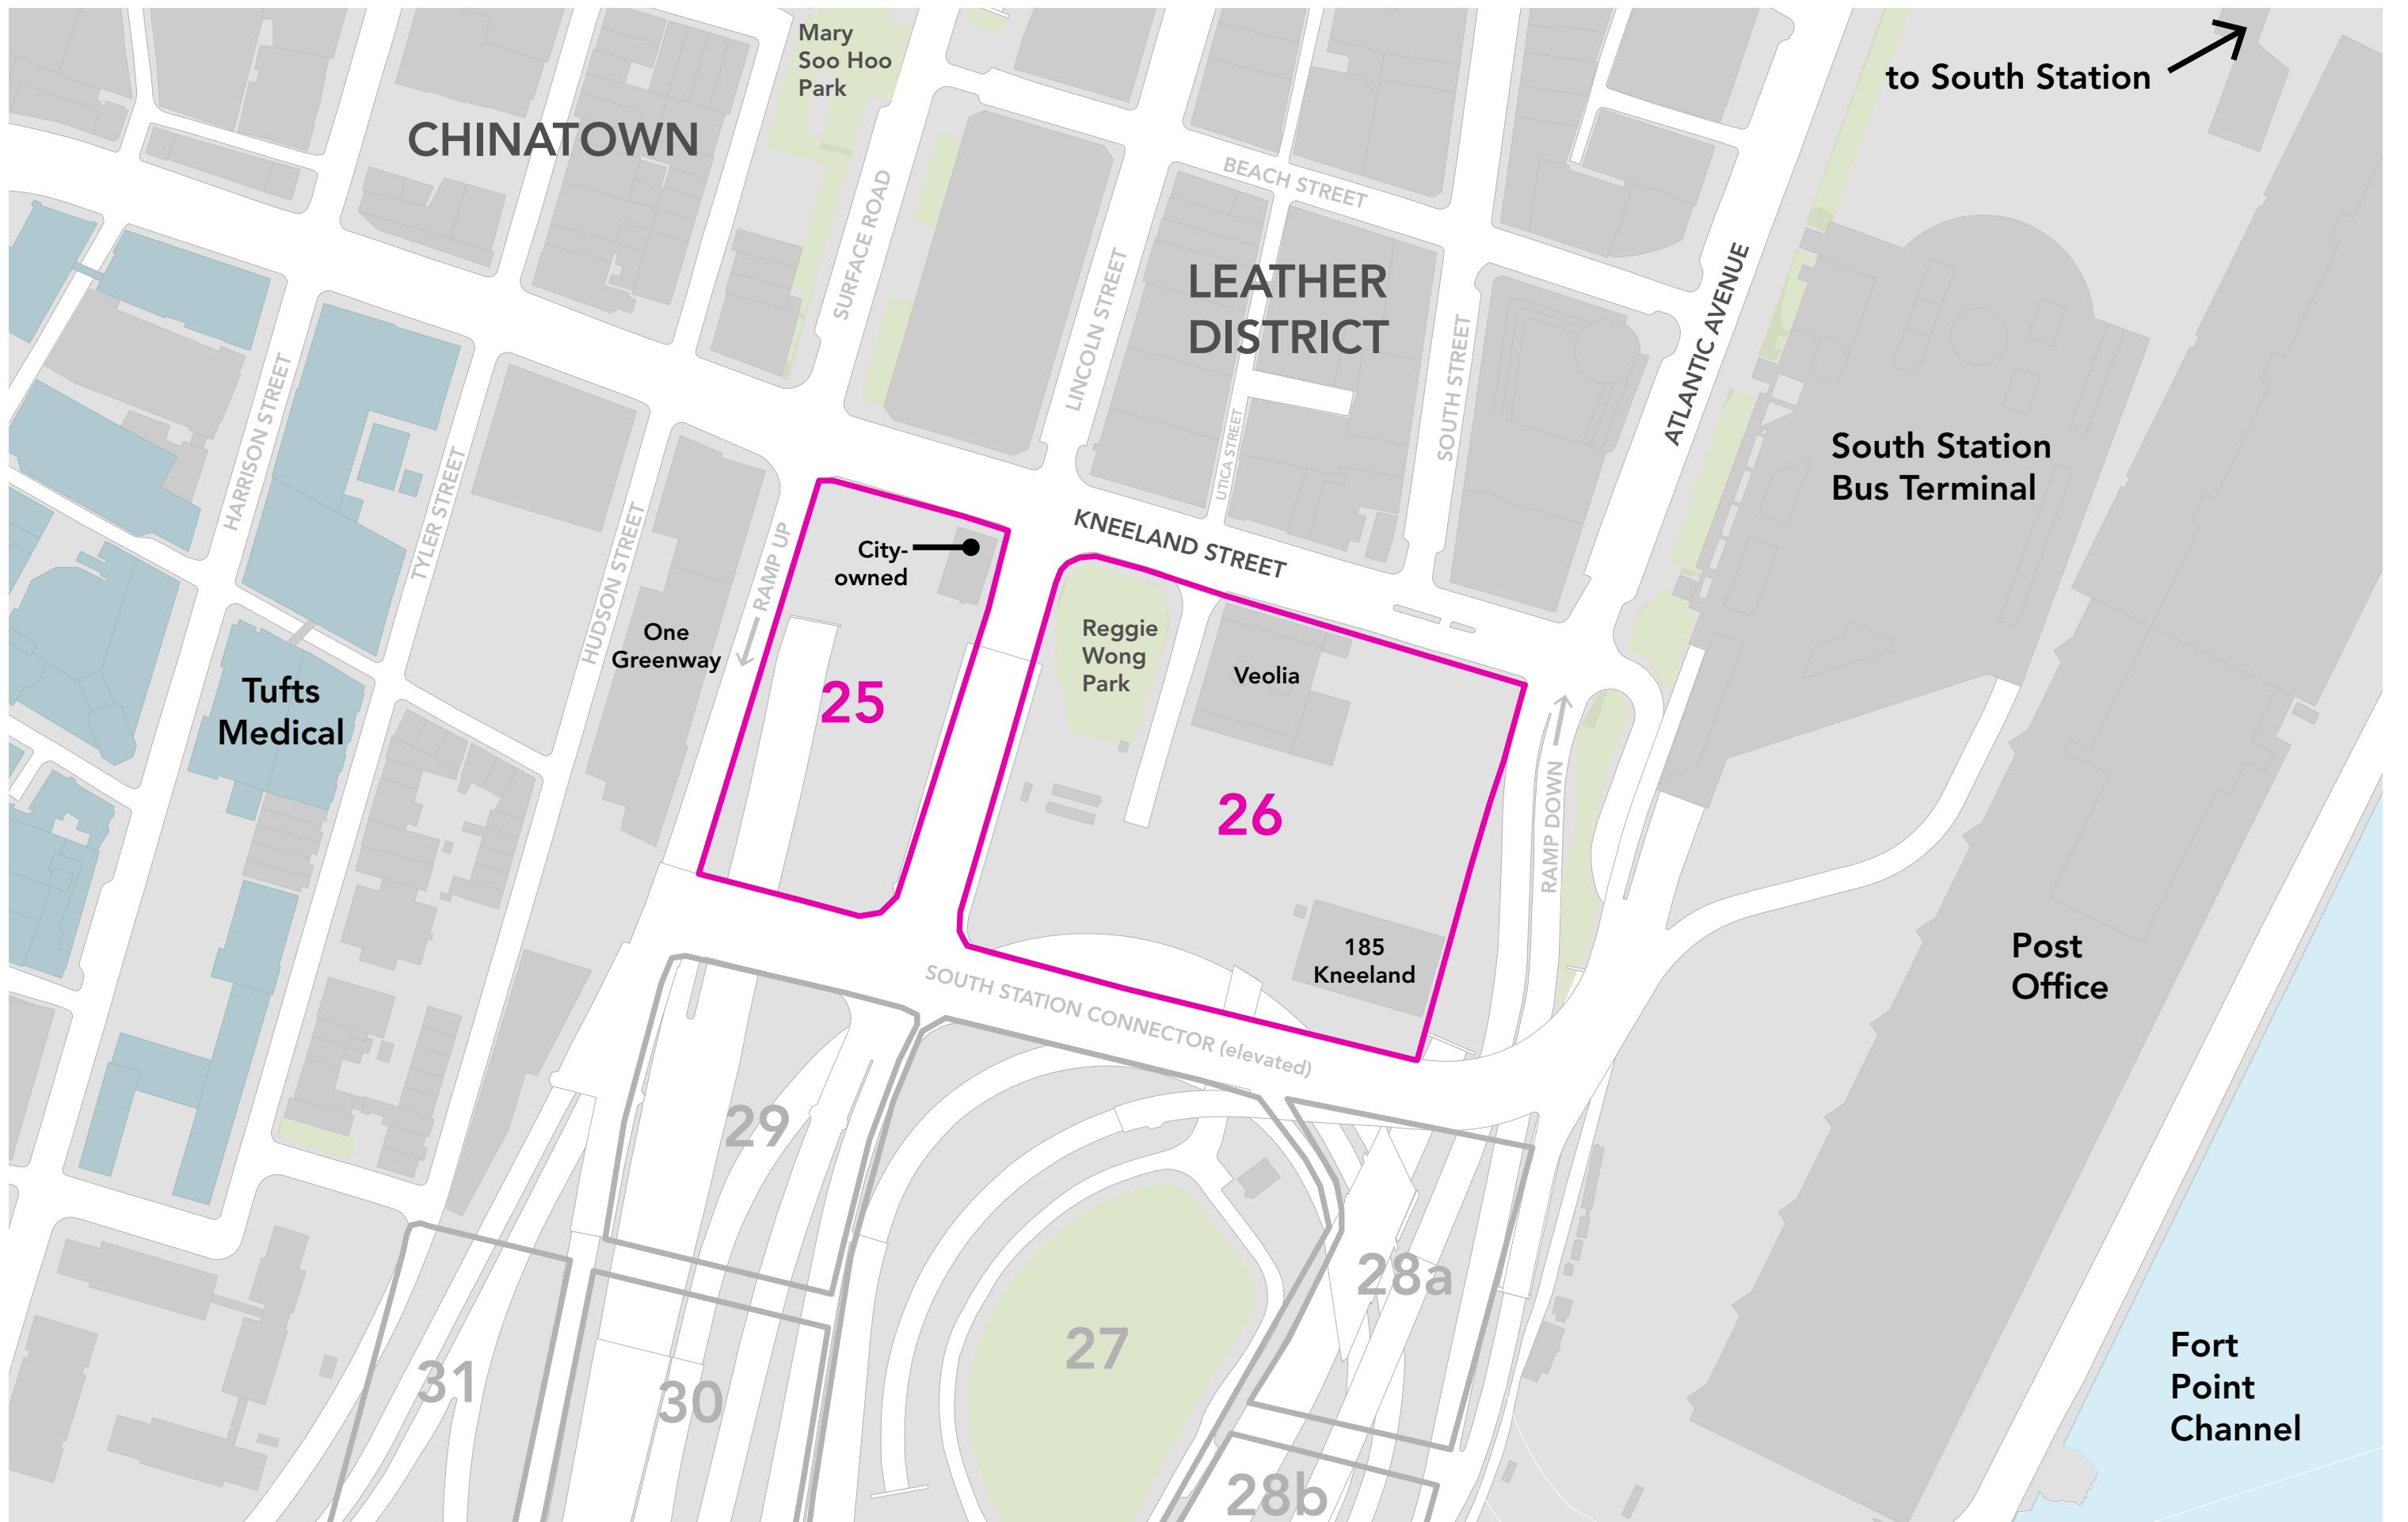 Mary
Soo Hoo
Park
to South Station
CHINATOWN
BEACH STREET
SURFACE ROAD
LINCOLN STREET
LEATHER
DISTRICT
ATLANTIC AVENUE
SOUTH STREET
UTICA STREET
HARRISON STREET
TYLER STREET
HUDSON STREET
RAMP UP
South Station
Bus Terminal
KNEELAND STREET
City-
owned
One
Greenway
Reggie
Wong
Park
Veolia
Tufts
Medical
25
26
RAMP DOWN
185
Kneeland
Post
Office
SOUTH STATION CONNECTOR (elevated)
29
28a
27
31
30
28b
Fort
Point
Channel